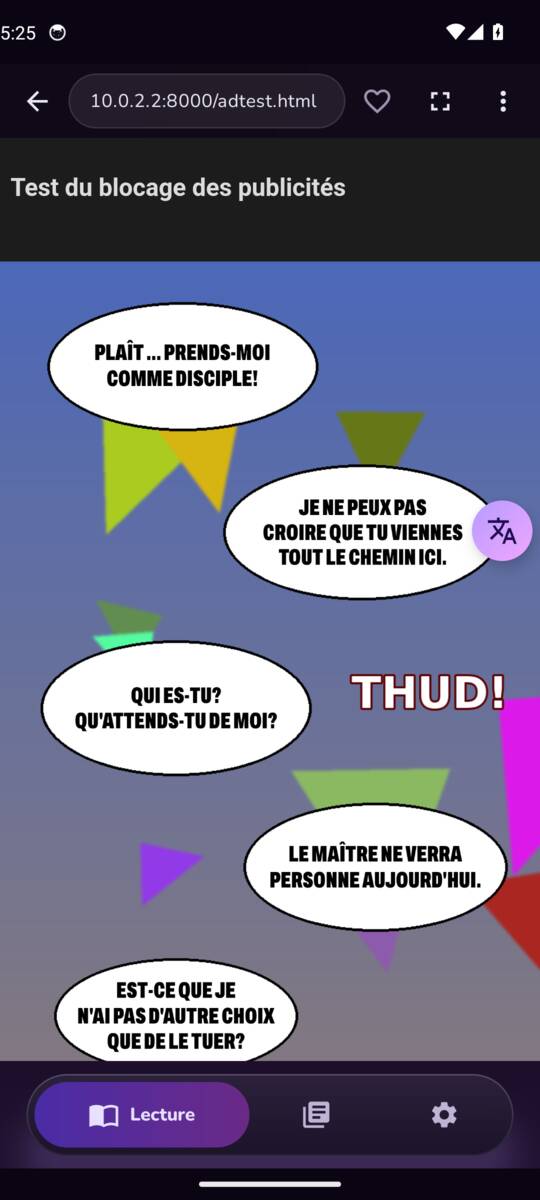 5:25
10.0.2.2:8000/adtest.html
Test du blocage des publicités
PLAÎT ... PRENDS-MOI
COMME DISCIPLE!
JE NE PEUX PAS
CROIRE QUE TU VIENNES
TOUT LE CHEMIN ICI.
QUI ES-TU?
QU'ATTENDS-TU DE MOI?
THUD!
LE MAÎTRE NE VERRA
PERSONNE AUJOURD'HUI.
EST-CE QUE JE
N'AI PAS D'AUTRE CHOIX
QUE DE LE TUER?
Lecture